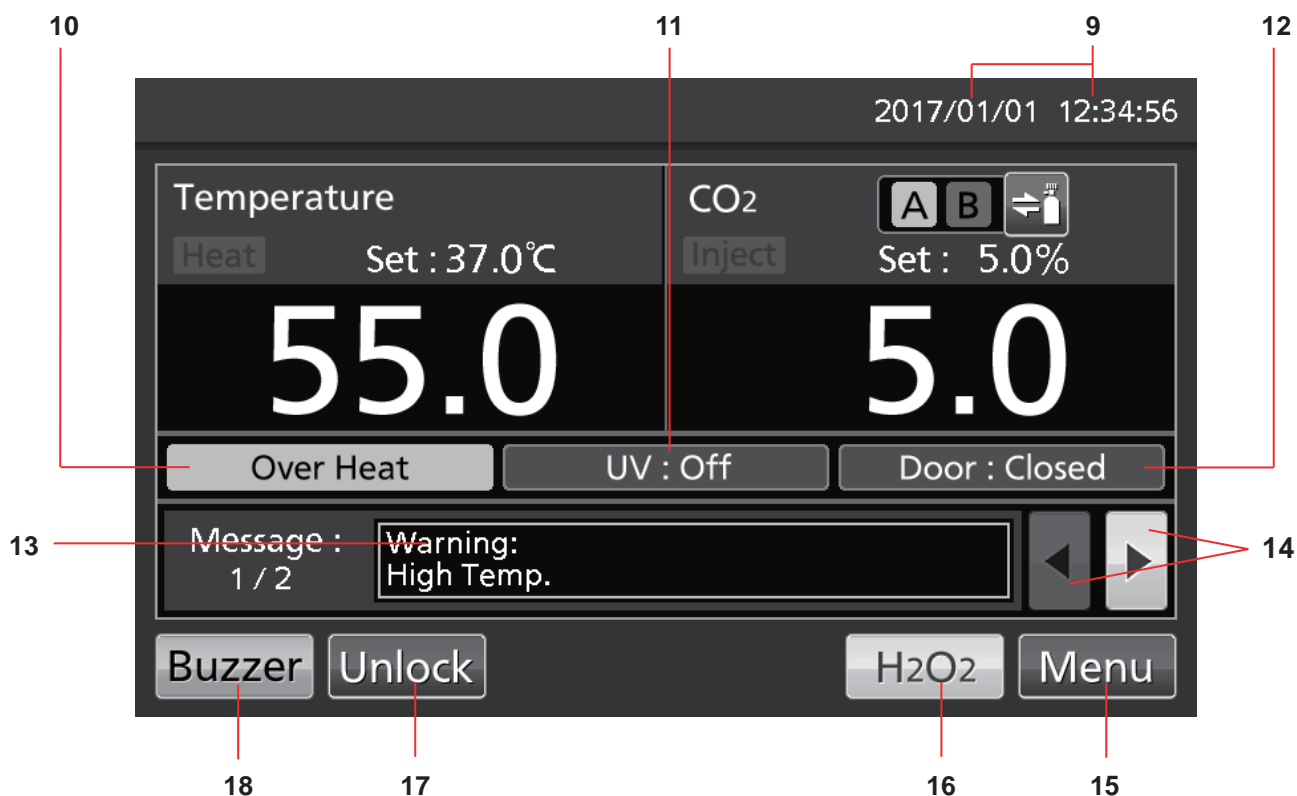 10 11 9 12
2017/01/01 12:34:56
Temperature
CO2 A B
Heat Set : 37.0℃
Inject Set : 5.0%
55.0
5.0
Over Heat UV : Off Door : Closed
13 Message : Warning: 14
1 / 2 High Temp.
Buzzer Unlock H2O2 Menu
18 17 16 15